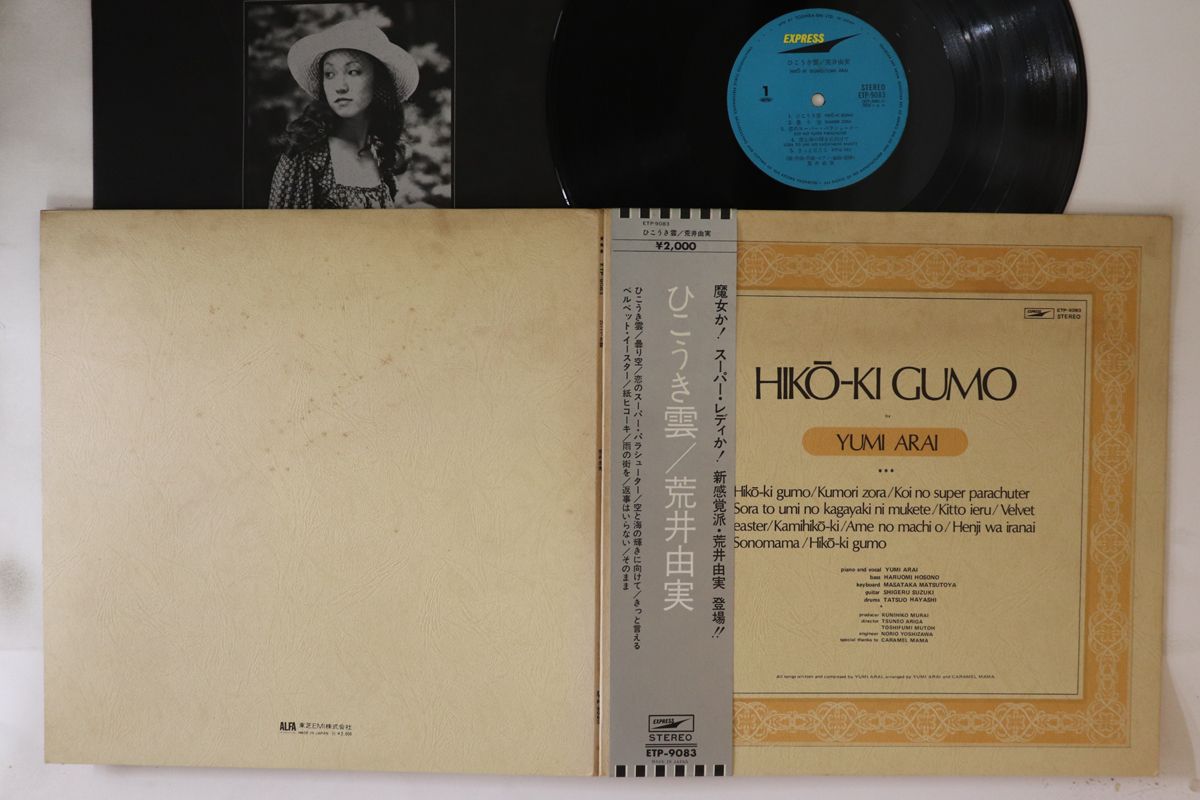 EXPRESS
ひこうき雲/荒井由実
1
STEREO
ETP-9083
ETP-9083
ひこうき雲/荒井由実
¥2,000
魔女か! スーパー・レディか! 新感覚派・荒井由実 登場!!
ひこうき雲/荒井由実
ひこうき雲/曇り空/恋のスーパー・パラシューター/空と海の輝きに向けて/きっと言える
ベルベット・イースター/紙ヒコーキ/雨の街を/返事はいらない/そのまま
EXPRESS
STEREO
ETP-9083
MADE IN JAPAN
EXPRESS
ETP-9083
STEREO
HIKŌ-KI GUMO
by
YUMI ARAI
Hikō-ki gumo/Kumori zora/Koi no super parachuter
Sora to umi no kagayaki ni mukete/Kitto ieru/Velvet
easter/Kamihikō-ki/Ame no machi o/Henji wa iranai
Sonomama/Hikō-ki gumo
piano and vocal YUMI ARAI
bass HARUOMI HOSONO
keyboard MASATAKA MATSUTOYA
guitar SHIGERU SUZUKI
drums TATSUO HAYASHI
producer KUNIHIKO MURAI
director TSUNEO ARIGA
TOSHIFUMI MUTOH
engineer NORIO YOSHIZAWA
special thanks to CARAMEL MAMA
All songs written and composed by YUMI ARAI, arranged by YUMI ARAI and CARAMEL MAMA
ALFA 東芝EMI株式会社